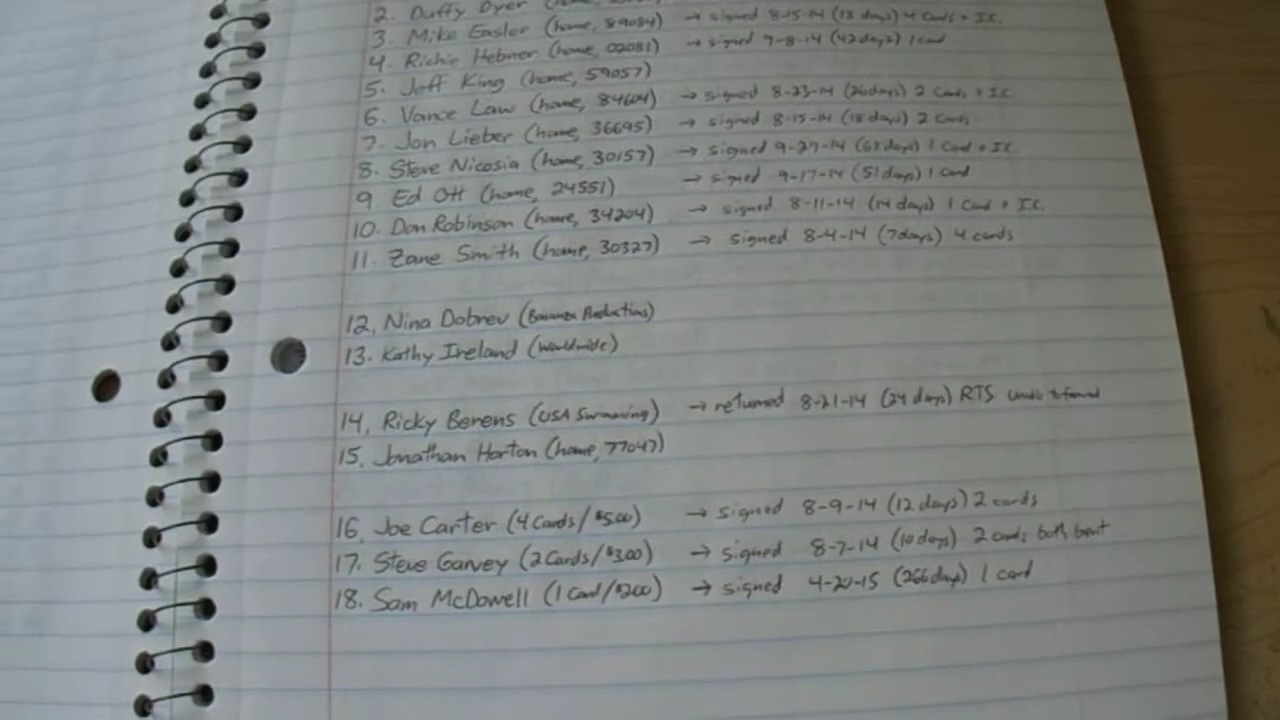 2. Duffy Dyer (home,
3. Mike Easler (home, 89084) → signed 8-15-14 (18 days) 4 cards + I.C.
4. Richie Hebner (home, 02081) → signed 9-8-14 (42 days) 1 card
5. Jeff King (home, 59057)
6. Vance Law (home, 84604) → signed 8-23-14 (26 days) 2 cards + I.C.
7. Jon Lieber (home, 36695) → signed 8-15-14 (18 days) 2 cards
8. Steve Nicosia (home, 30157) → signed 9-29-14 (63 days) 1 card + I.C.
9. Ed Ott (home, 24551) → signed 9-17-14 (51 days) 1 card
10. Don Robinson (home, 34204) → signed 8-11-14 (14 days) 1 card + I.C.
11. Zane Smith (home, 30327) → signed 8-4-14 (7 days) 4 cards
12. Nina Dobrev (Productions)
13. Kathy Ireland (Worldwide)
14. Ricky Berens (USA Swimming) → returned 8-21-14 (24 days) RTS
15. Jonathan Horton (home, 77047)
16. Joe Carter (4 Cards/$5.00) → signed 8-9-14 (12 days) 2 cards
17. Steve Garvey (2 Cards/$3.00) → signed 8-7-14 (10 days) 2 cards both bent
18. Sam McDowell (1 Card/$2.00) → signed 4-20-15 (266 days) 1 card